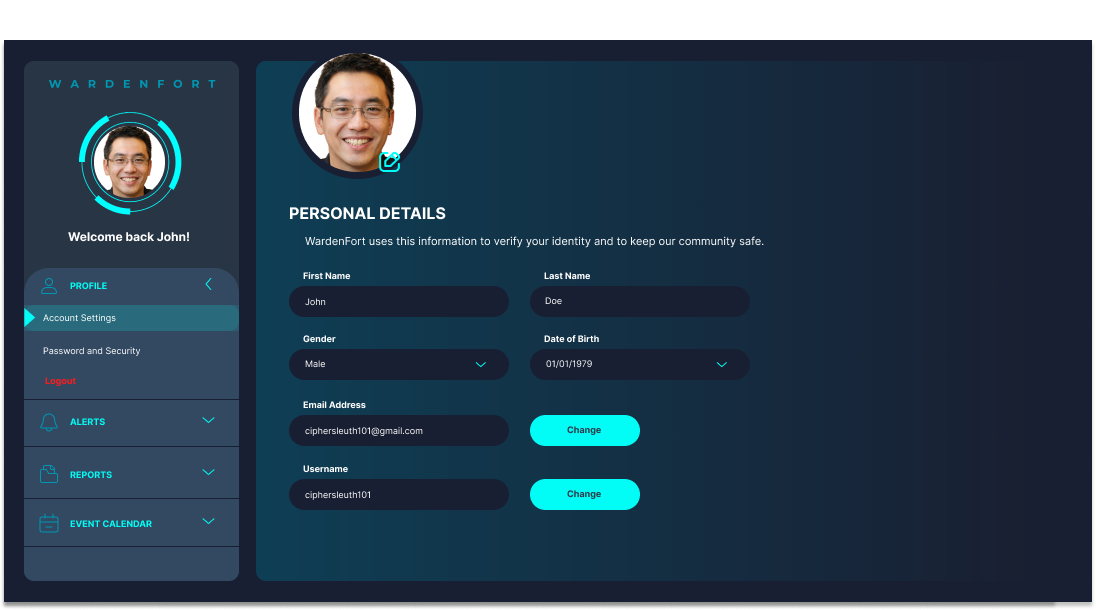 WARDENFORT
Welcome back John!
PROFILE
Account Settings
Password and Security
Logout
ALERTS
REPORTS
EVENT CALENDAR
PERSONAL DETAILS
WardenFort uses this information to verify your identity and to keep our community safe.
First Name Last Name
John Doe
Gender Date of Birth
Male 01/01/1979
Email Address
ciphersleuth101@gmail.com Change
Username
ciphersleuth101 Change